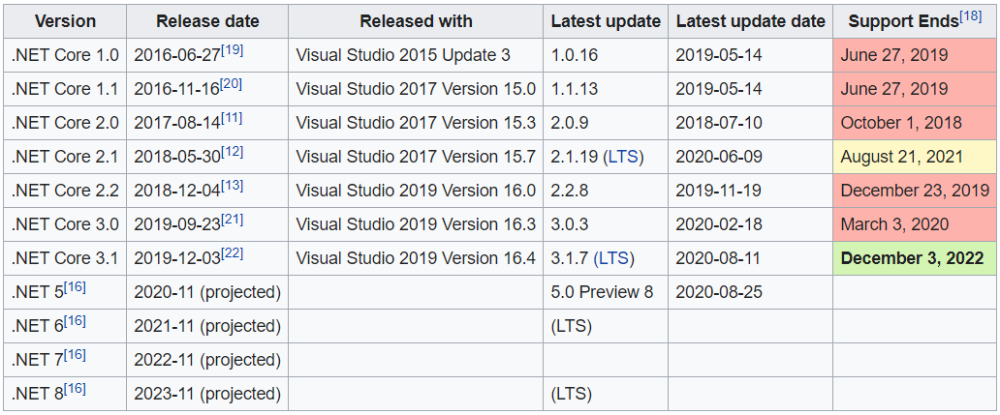 Version Release date Released with Latest update Latest update date Support Ends[18]
.NET Core 1.0 2016-06-27[19] Visual Studio 2015 Update 3 1.0.16 2019-05-14 June 27, 2019
.NET Core 1.1 2016-11-16[20] Visual Studio 2017 Version 15.0 1.1.13 2019-05-14 June 27, 2019
.NET Core 2.0 2017-08-14[11] Visual Studio 2017 Version 15.3 2.0.9 2018-07-10 October 1, 2018
.NET Core 2.1 2018-05-30[12] Visual Studio 2017 Version 15.7 2.1.19 (LTS) 2020-06-09 August 21, 2021
.NET Core 2.2 2018-12-04[13] Visual Studio 2019 Version 16.0 2.2.8 2019-11-19 December 23, 2019
.NET Core 3.0 2019-09-23[21] Visual Studio 2019 Version 16.3 3.0.3 2020-02-18 March 3, 2020
.NET Core 3.1 2019-12-03[22] Visual Studio 2019 Version 16.4 3.1.7 (LTS) 2020-08-11 December 3, 2022
.NET 5[16] 2020-11 (projected) 5.0 Preview 8 2020-08-25
.NET 6[16] 2021-11 (projected) (LTS)
.NET 7[16] 2022-11 (projected)
.NET 8[16] 2023-11 (projected) (LTS)